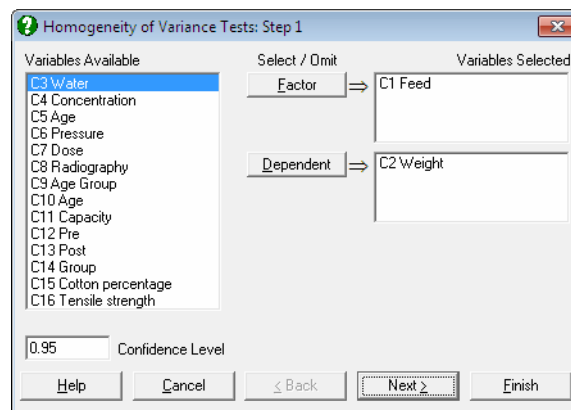 Homogeneity of Variance Tests: Step 1
Variables Available
Select / Omit
Variables Selected
C3 Water
C4 Concentration
C5 Age
C6 Pressure
C7 Dose
C8 Radiography
C9 Age Group
C10 Age
C11 Capacity
C12 Pre
C13 Post
C14 Group
C15 Cotton percentage
C16 Tensile strength
Factor
C1 Feed
Dependent
C2 Weight
0.95 Confidence Level
Help Cancel < Back Next > Finish